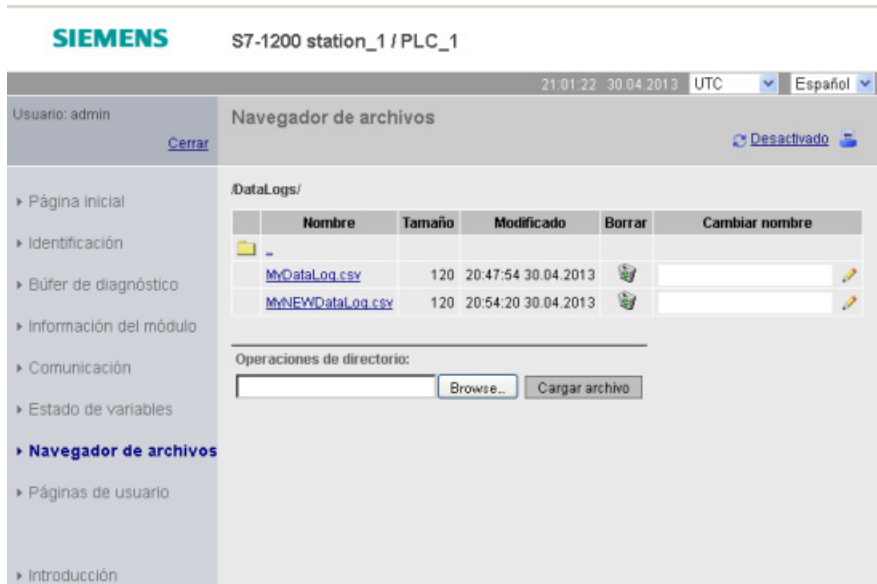 SIEMENS S7-1200 station_1 / PLC_1
21:01:22 30.04.2013 UTC Español
Usuario: admin
Cerrar
Navegador de archivos
Desactivado
Página inicial
Identificación
Búfer de diagnóstico
Información del módulo
Comunicación
Estado de variables
Navegador de archivos
Páginas de usuario
Introducción
/DataLogs/
Nombre Tamaño Modificado Borrar Cambiar nombre
..
MyDataLog.csv 120 20:47:54 30.04.2013
MyNEWDataLog.csv 120 20:54:20 30.04.2013
Operaciones de directorio:
Browse... Cargar archivo